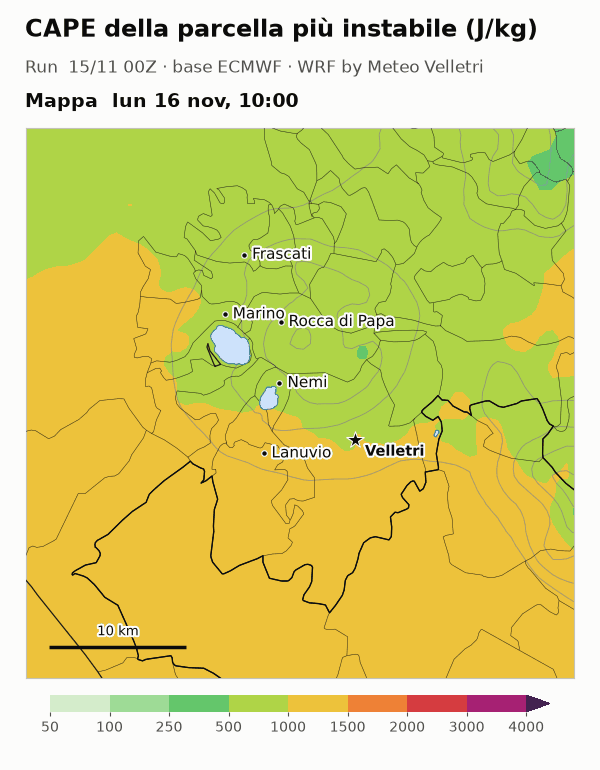 CAPE della parcella più instabile (J/kg)
Run  15/11 00Z · base ECMWF · WRF by Meteo Velletri
Mappa  lun 16 nov, 10:00
Frascati
Marino
Rocca di Papa
Nemi
Velletri
Lanuvio
10 km
50 100 250 500 1000 1500 2000 3000 4000